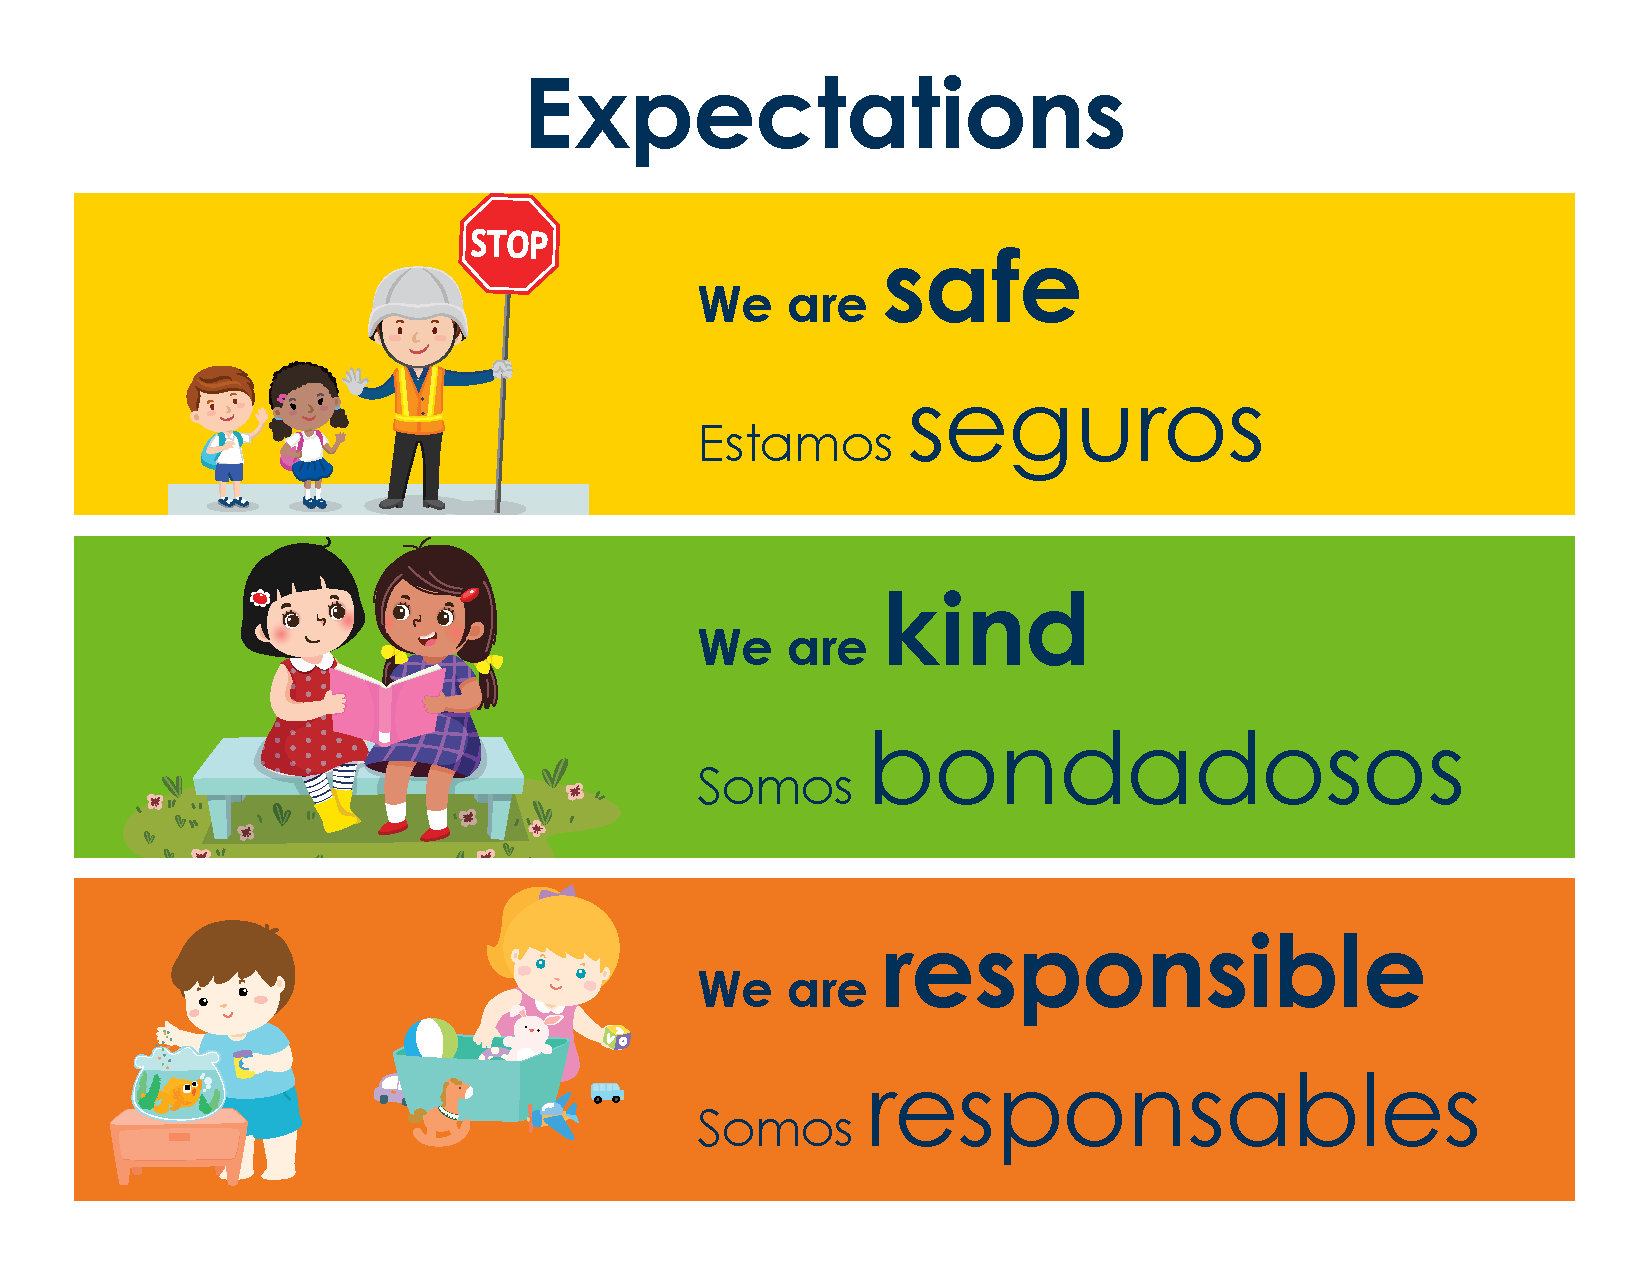 Expectations
STOP
We are safe
Estamos seguros
We are kind
Somos bondadosos
We are responsible
Somos responsables